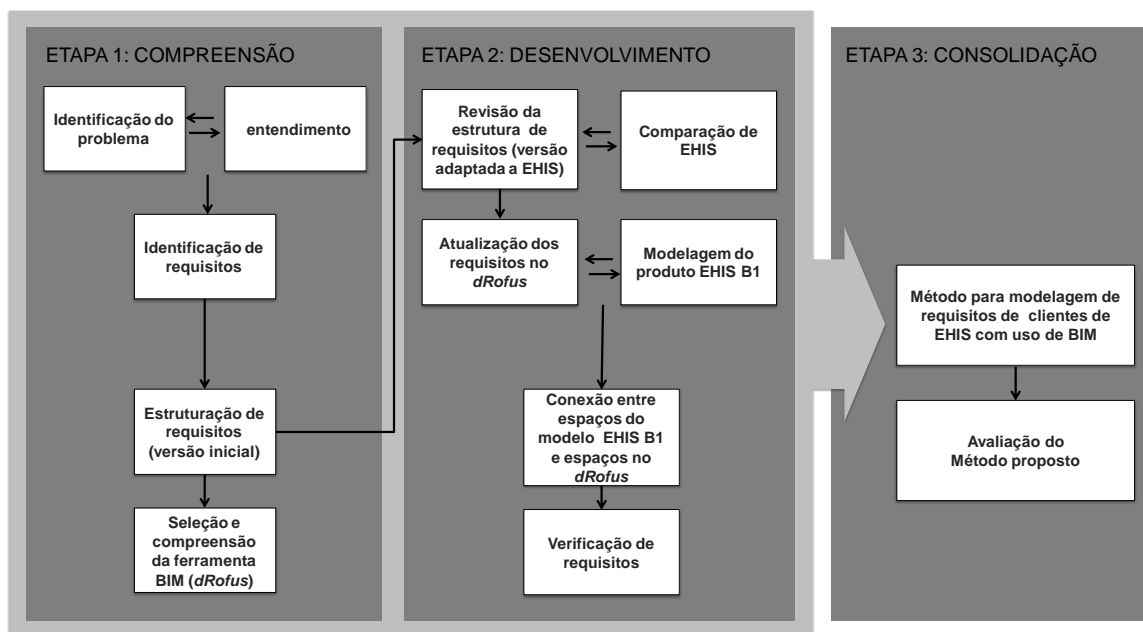 ETAPA 1: COMPREENSÃO
Identificação do
problema
entendimento
Identificação de
requisitos
Estruturação de
requisitos
(versão inicial)
Seleção e
compreensão
da ferramenta
BIM (dRofus)
ETAPA 2: DESENVOLVIMENTO
Revisão da
estrutura de
requisitos (versão
adaptada a EHIS)
Comparação de
EHIS
Atualização dos
requisitos no
dRofus
Modelagem do
produto EHIS B1
Conexão entre
espaços do
modelo EHIS B1
e espaços no
dRofus
Verificação de
requisitos
ETAPA 3: CONSOLIDAÇÃO
Método para modelagem de
requisitos de clientes de
EHIS com uso de BIM
Avaliação do
Método proposto